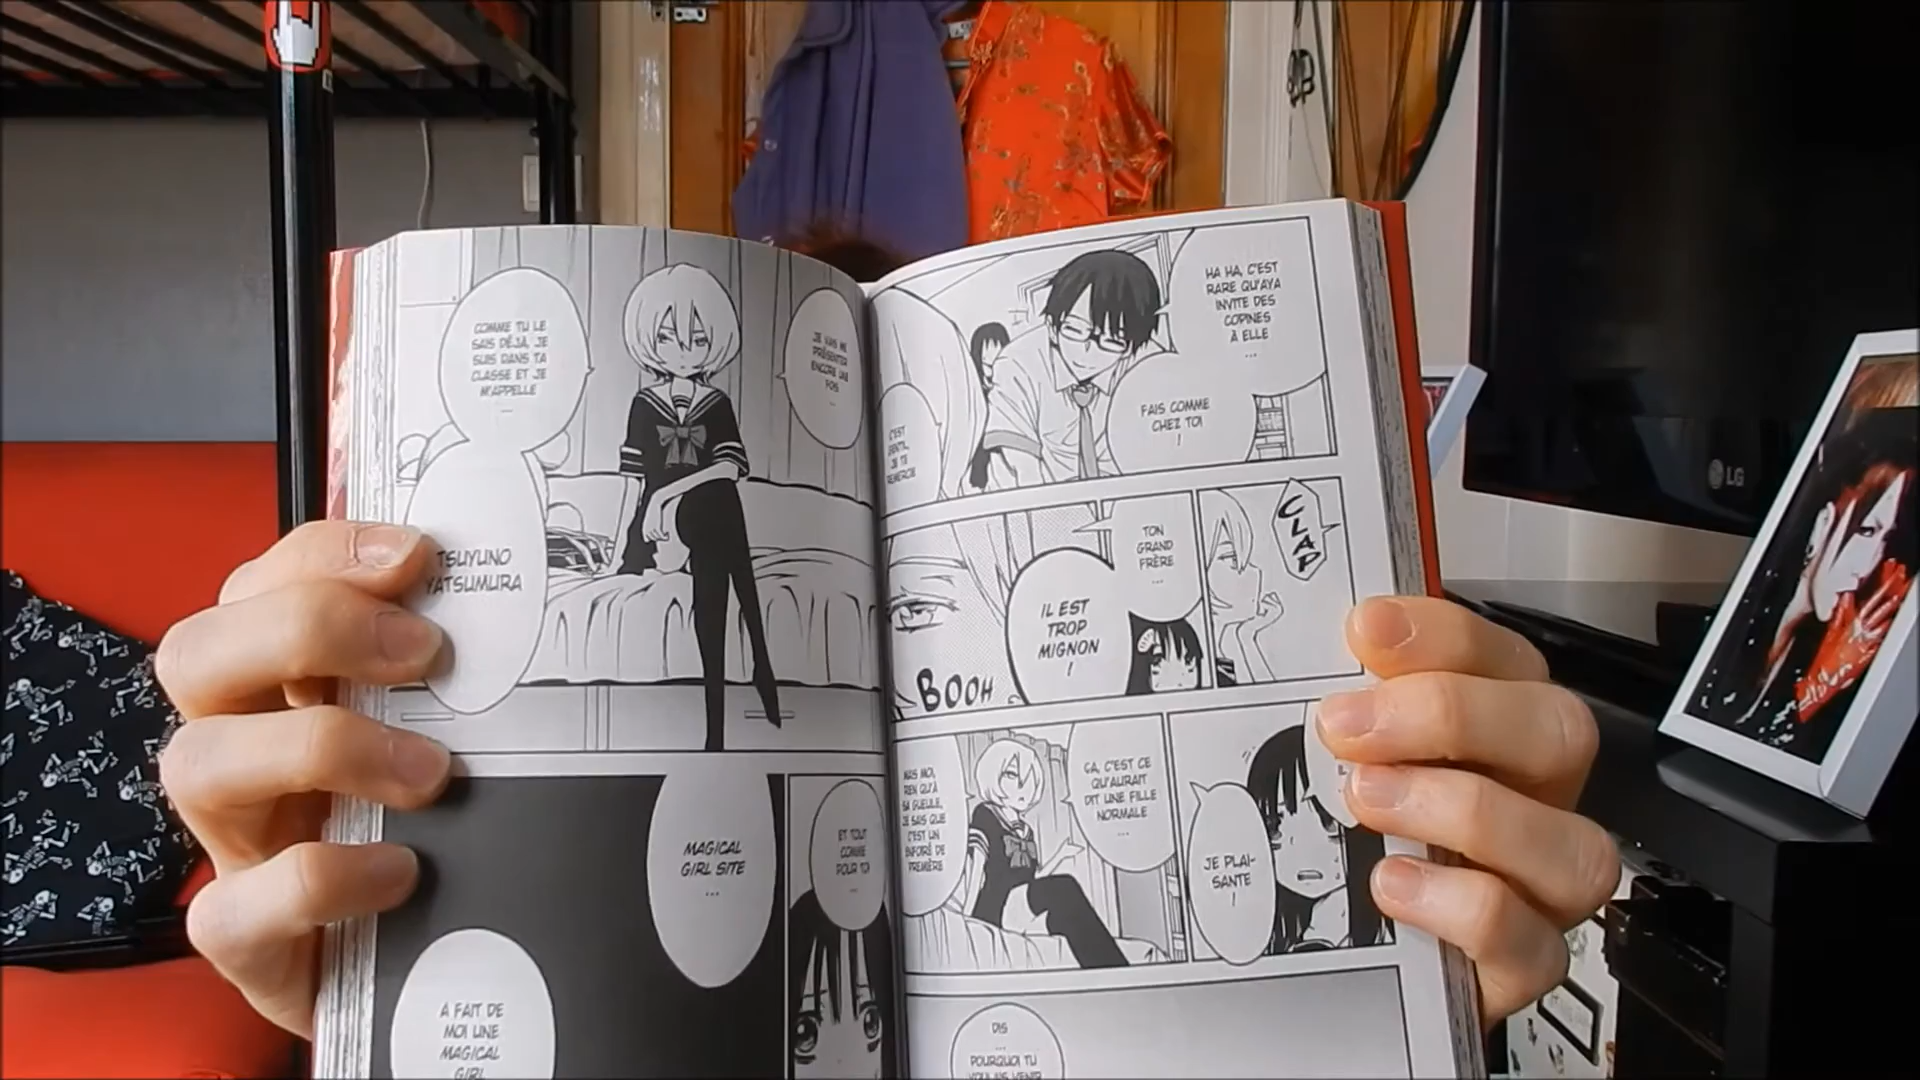 HA HA, C'EST
RARE QU'AYA
INVITE DES
COPINES
À ELLE
...
FAIS COMME
CHEZ TOI
!
C'EST
GENTIL,
JE TE
REMERCIE
CLAP
TON
GRAND
FRÈRE
...
IL EST
TROP
MIGNON
!
BOOH
IL
JE PLAI-
SANTE
!
ÇA, C'EST CE
QU'AURAIT
DIT UNE FILLE
NORMALE
...
MAIS MOI,
RIEN QU'À
SA GUEULE,
JE SAIS QUE
C'EST UN
ENFOIRÉ DE
PREMIÈRE
DIS
...
POURQUOI TU
VOULAIS VENIR
JE VAIS ME
PRÉSENTER
ENCORE UNE
FOIS
...
COMME TU LE
SAIS DÉJÀ, JE
SUIS DANS TA
CLASSE ET JE
M'APPELLE
...
TSUYUNO
YATSUMURA
ET TOUT
COMME
POUR TOI
...
MAGICAL
GIRL SITE
...
A FAIT DE
MOI UNE
MAGICAL
GIRL
LG